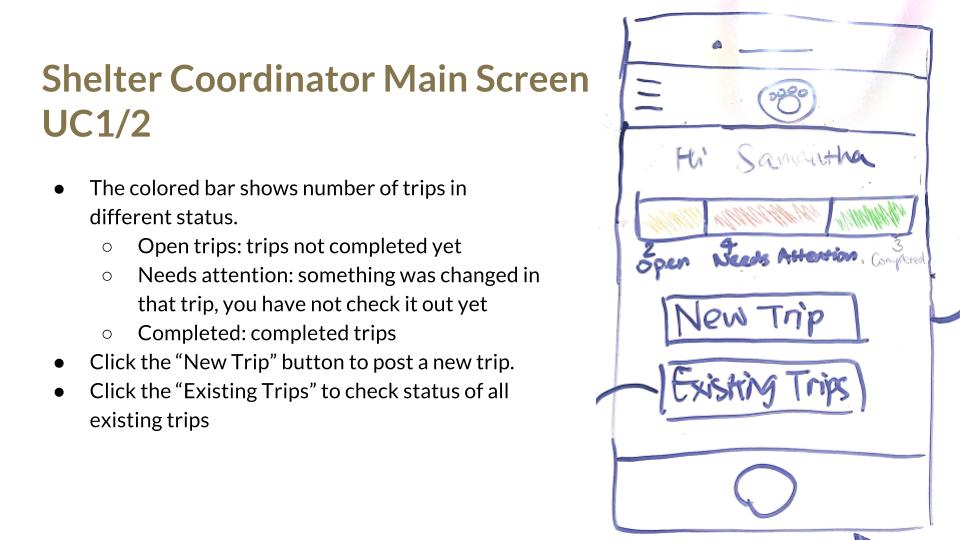 Shelter Coordinator Main Screen
UC1/2
● The colored bar shows number of trips in
different status.
○ Open trips: trips not completed yet
○ Needs attention: something was changed in
that trip, you have not check it out yet
○ Completed: completed trips
● Click the “New Trip” button to post a new trip.
● Click the “Existing Trips” to check status of all
existing trips
Hi Samantha
2 4 3
Open Needs Attention. Completed
New Trip
Existing Trips